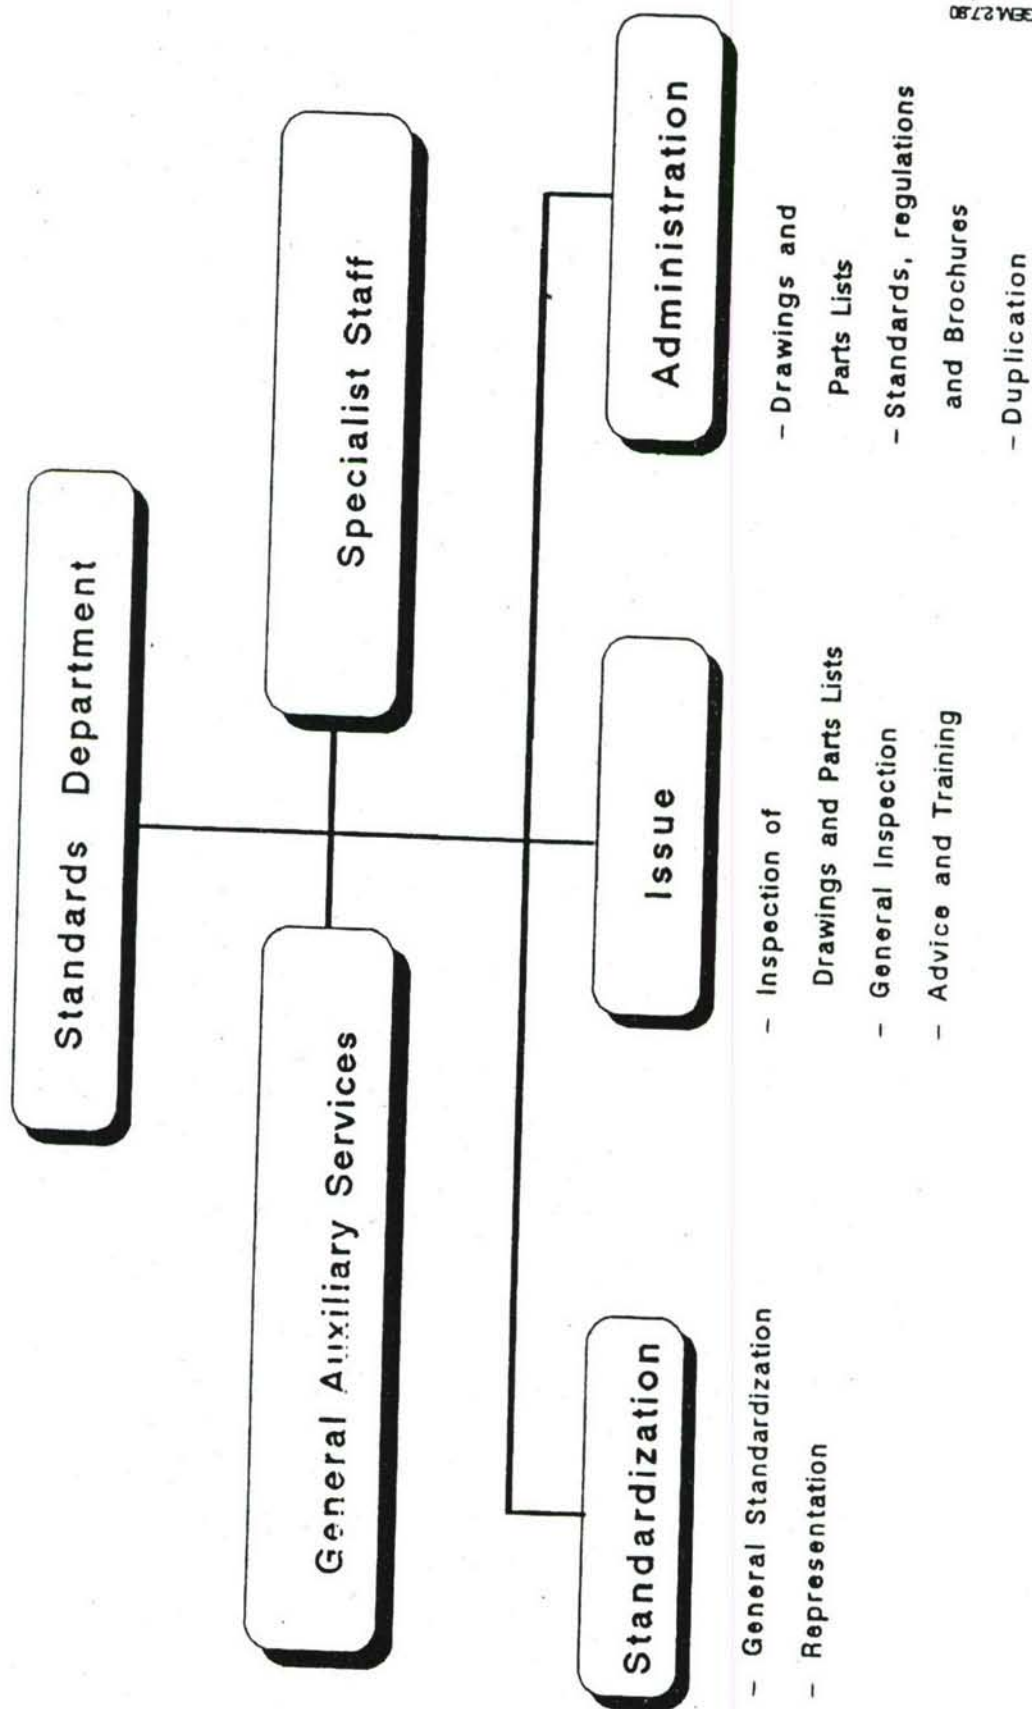 Standards Department
General Auxiliary Services
Specialist Staff
Standardization
- General Standardization
- Representation
Issue
- Inspection of
Drawings and Parts Lists
- General Inspection
- Advice and Training
Administration
- Drawings and
Parts Lists
- Standards, regulations
and Brochures
- Duplication